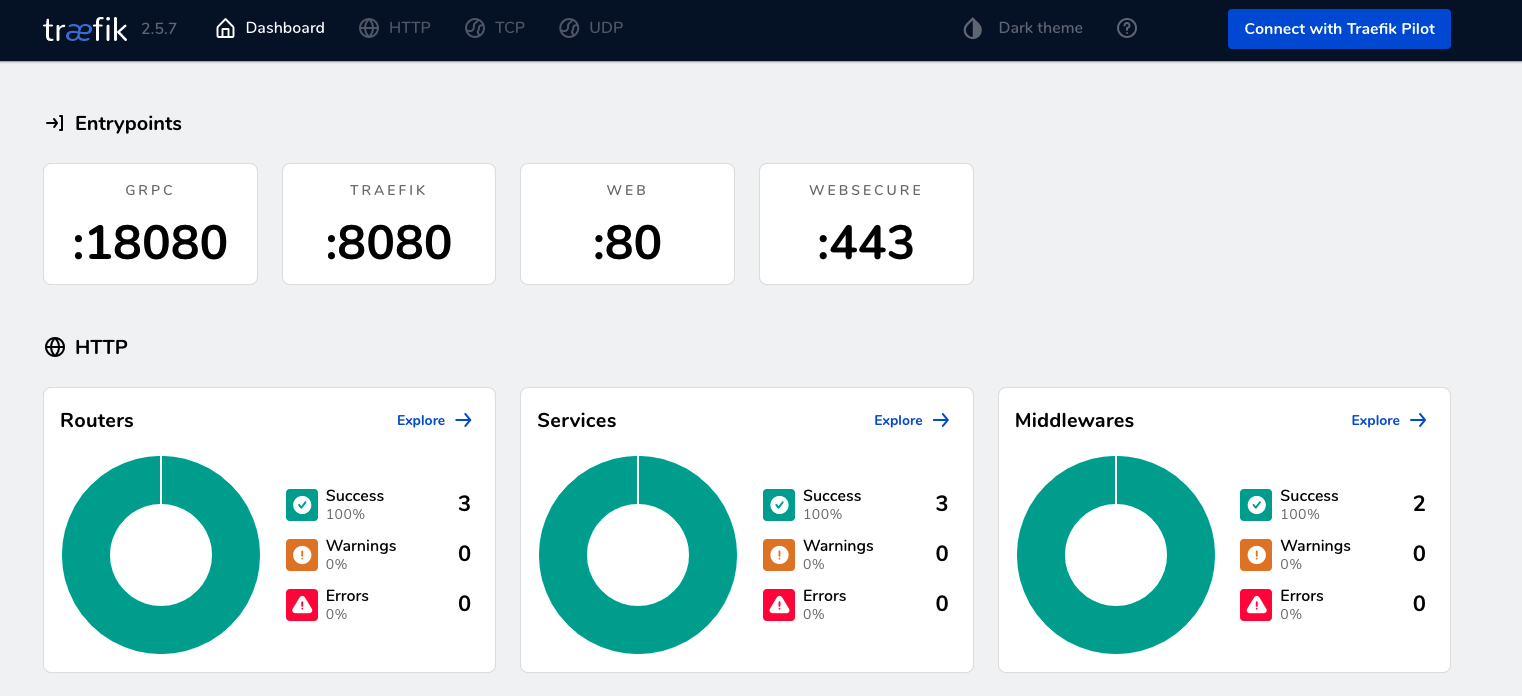 træfik 2.5.7 Dashboard HTTP TCP UDP Dark theme Connect with Traefik Pilot
Entrypoints
GRPC TRAEFIK WEB WEBSECURE
:18080 :8080 :80 :443
HTTP
Routers Explore
Success 3
100%
Warnings 0
0%
Errors 0
0%
Services Explore
Success 3
100%
Warnings 0
0%
Errors 0
0%
Middlewares Explore
Success 2
100%
Warnings 0
0%
Errors 0
0%